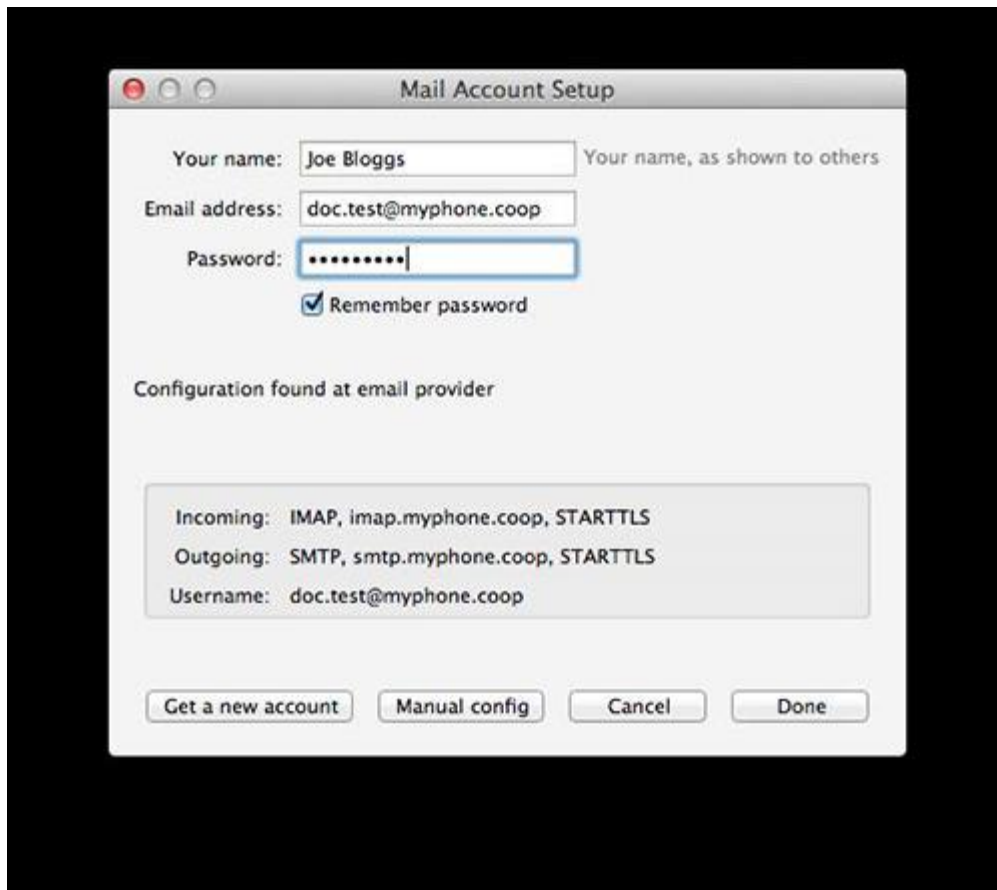 Mail Account Setup
Your name: Joe Bloggs Your name, as shown to others
Email address: doc.test@myphone.coop
Password: •••••••••
Remember password
Configuration found at email provider
Incoming: IMAP, imap.myphone.coop, STARTTLS
Outgoing: SMTP, smtp.myphone.coop, STARTTLS
Username: doc.test@myphone.coop
Get a new account Manual config Cancel Done